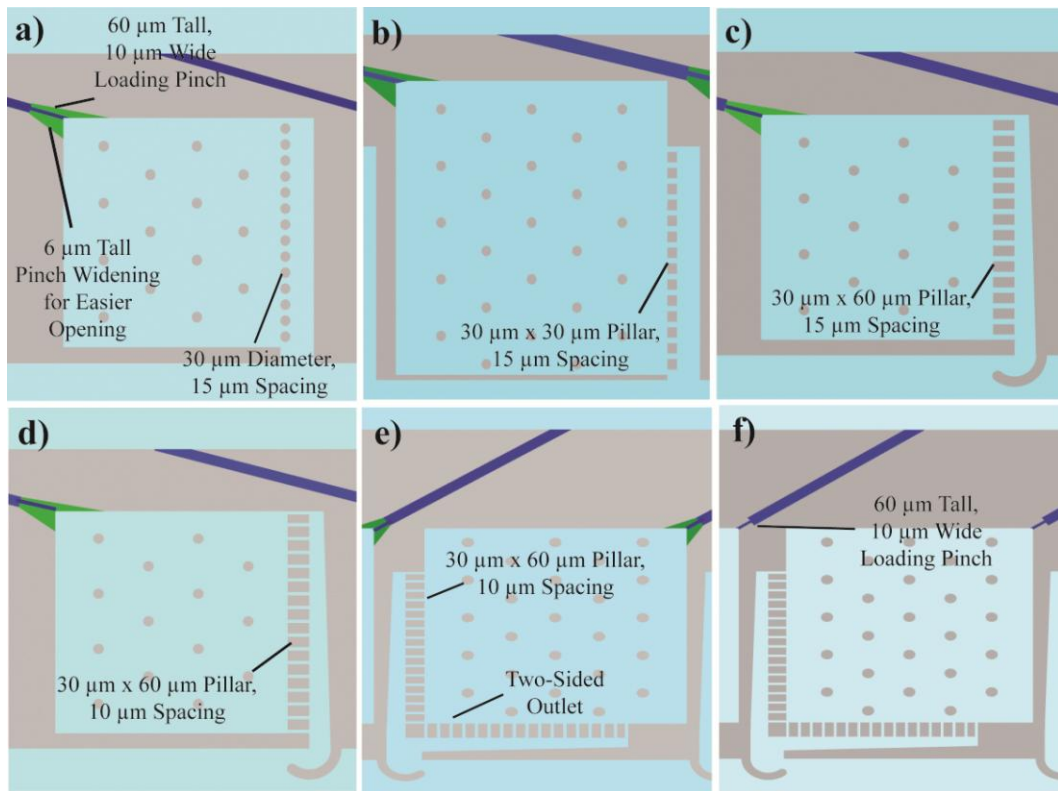 a)
60 µm Tall,
10 µm Wide
Loading Pinch
6 µm Tall
Pinch Widening
for Easier
Opening
30 µm Diameter,
15 µm Spacing
b)
30 µm x 30 µm Pillar,
15 µm Spacing
c)
30 µm x 60 µm Pillar,
15 µm Spacing
d)
30 µm x 60 µm Pillar,
10 µm Spacing
e)
30 µm x 60 µm Pillar,
10 µm Spacing
Two-Sided
Outlet
f)
60 µm Tall,
10 µm Wide
Loading Pinch